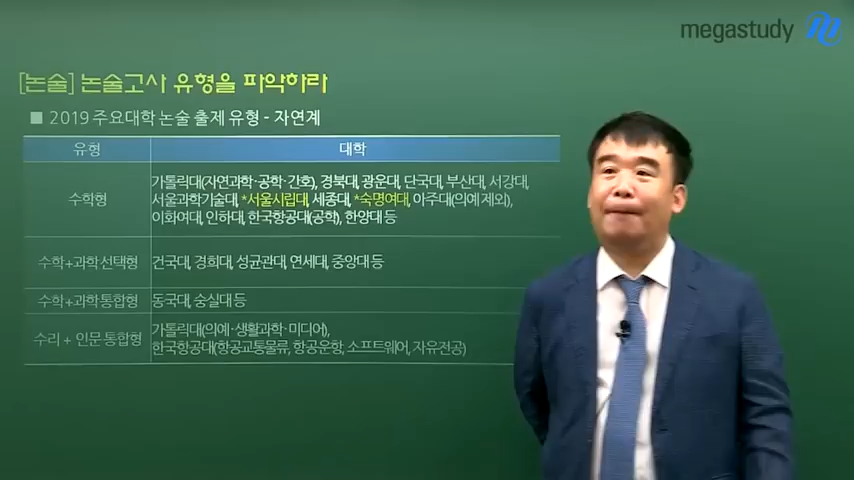 megastudy
[논술] 논술고사 유형을 파악하라
■ 2019 주요대학 논술 출제 유형 - 자연계
유형 대학
수학형
가톨릭대(자연과학·공학·간호), 경북대, 광운대, 단국대, 부산대, 서강대,
서울과학기술대, *서울시립대, 세종대, *숙명여대, 아주대(의예 제외),
이화여대, 인하대, 한국항공대(공학), 한양대 등
수학+과학 선택형 건국대, 경희대, 성균관대, 연세대, 중앙대 등
수학+과학통합형 동국대, 숭실대 등
수리 + 인문 통합형
가톨릭대(의예·생활과학·미디어),
한국항공대(항공교통물류, 항공운항, 소프트웨어, 자유전공)